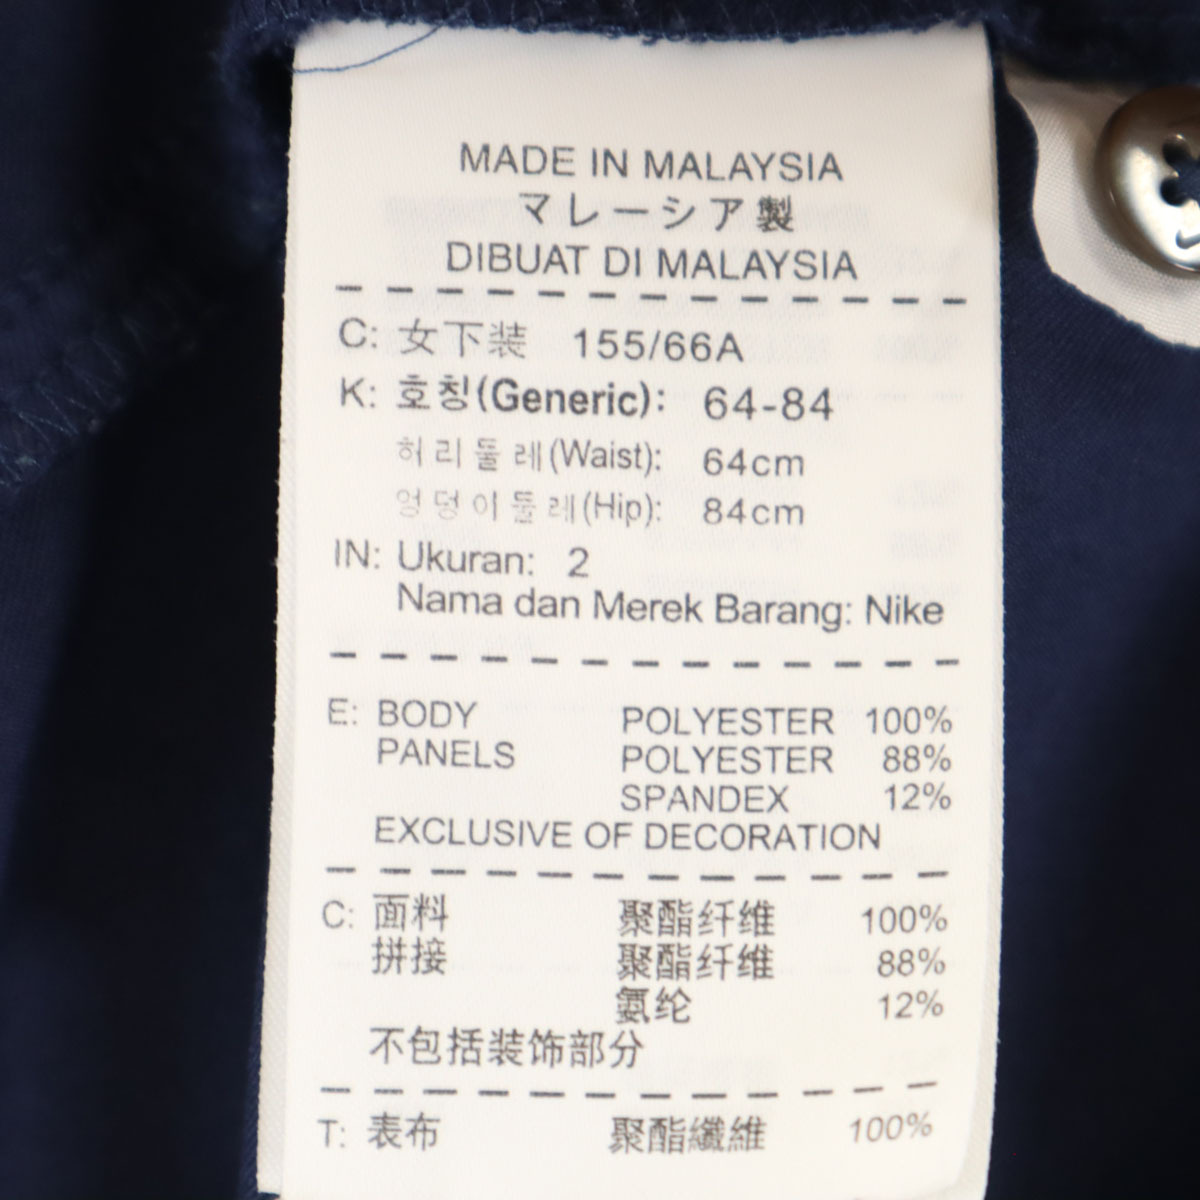 MADE IN MALAYSIA
マレーシア製
DIBUAT DI MALAYSIA
C: 女下装 155/66A
K: 호칭(Generic): 64-84
허리둘레(Waist): 64cm
엉덩이둘레(Hip): 84cm
IN: Ukuran: 2
Nama dan Merek Barang: Nike
E: BODY POLYESTER 100%
PANELS POLYESTER 88%
SPANDEX 12%
EXCLUSIVE OF DECORATION
C: 面料 聚酯纤维 100%
拼接 聚酯纤维 88%
氨纶 12%
不包括装饰部分
T: 表布 聚酯纖維 100%